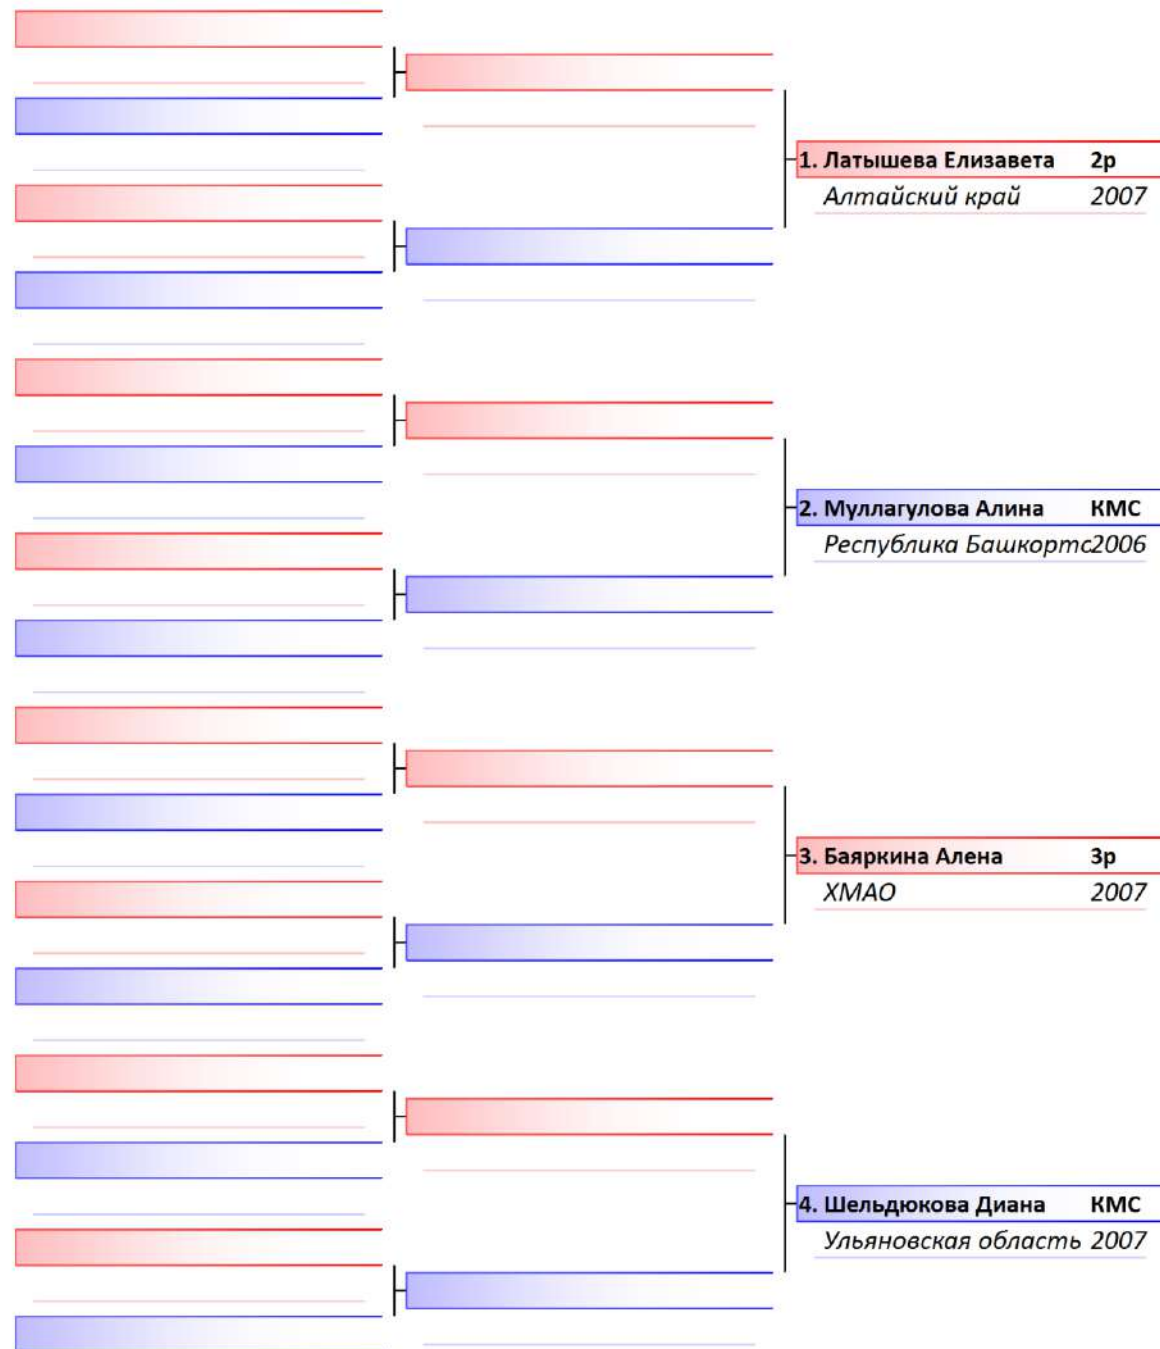 1. Латышева Елизавета 2р
Алтайский край 2007
2. Муллагулова Алина КМС
Республика Башкортс2006
3. Баяркина Алена 3р
ХМАО 2007
4. Шельдюкова Диана КМС
Ульяновская область 2007